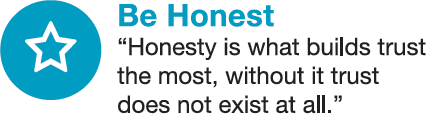 Be Honest
“Honesty is what builds trust
the most, without it trust
does not exist at all.”